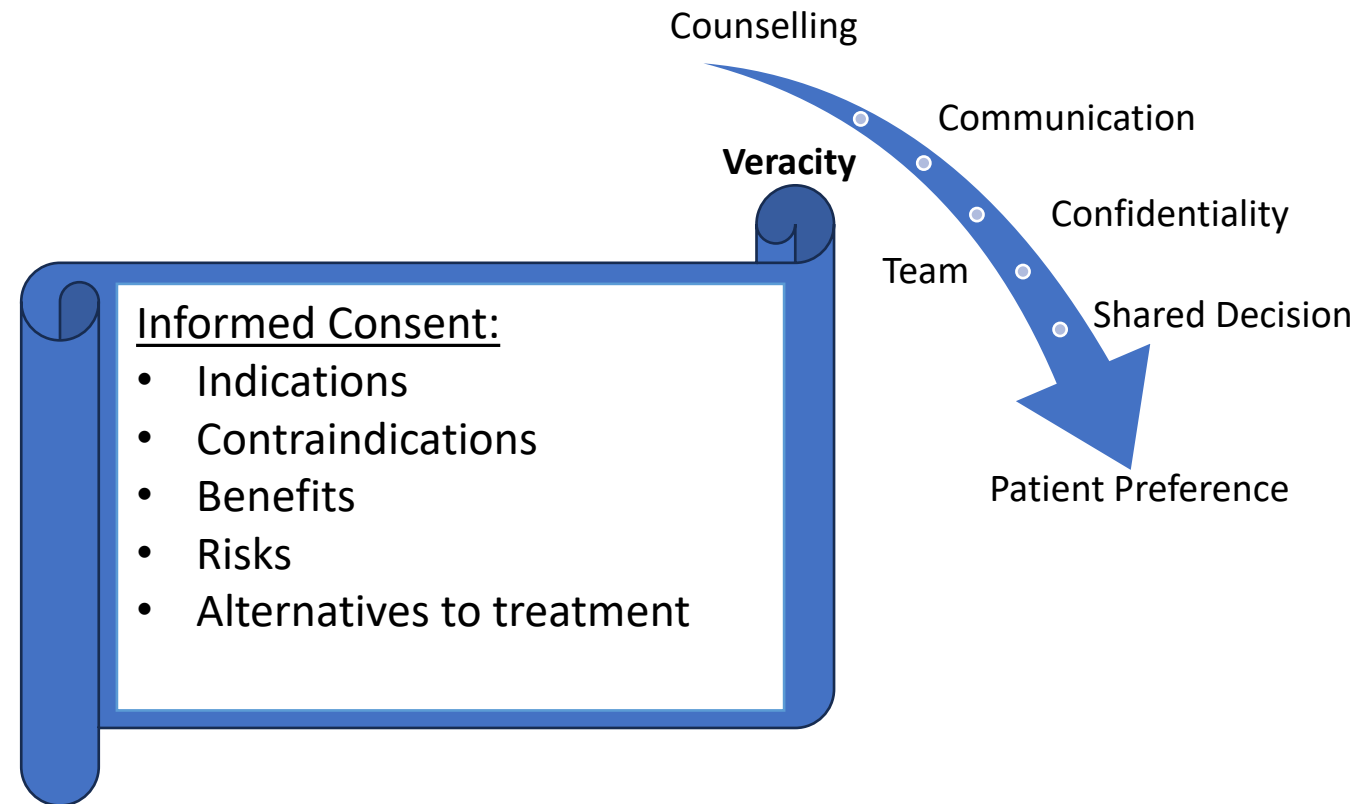 Counselling
Communication
Veracity
Confidentiality
Team
Shared Decision
Patient Preference
Informed Consent:
• Indications
• Contraindications
• Benefits
• Risks
• Alternatives to treatment